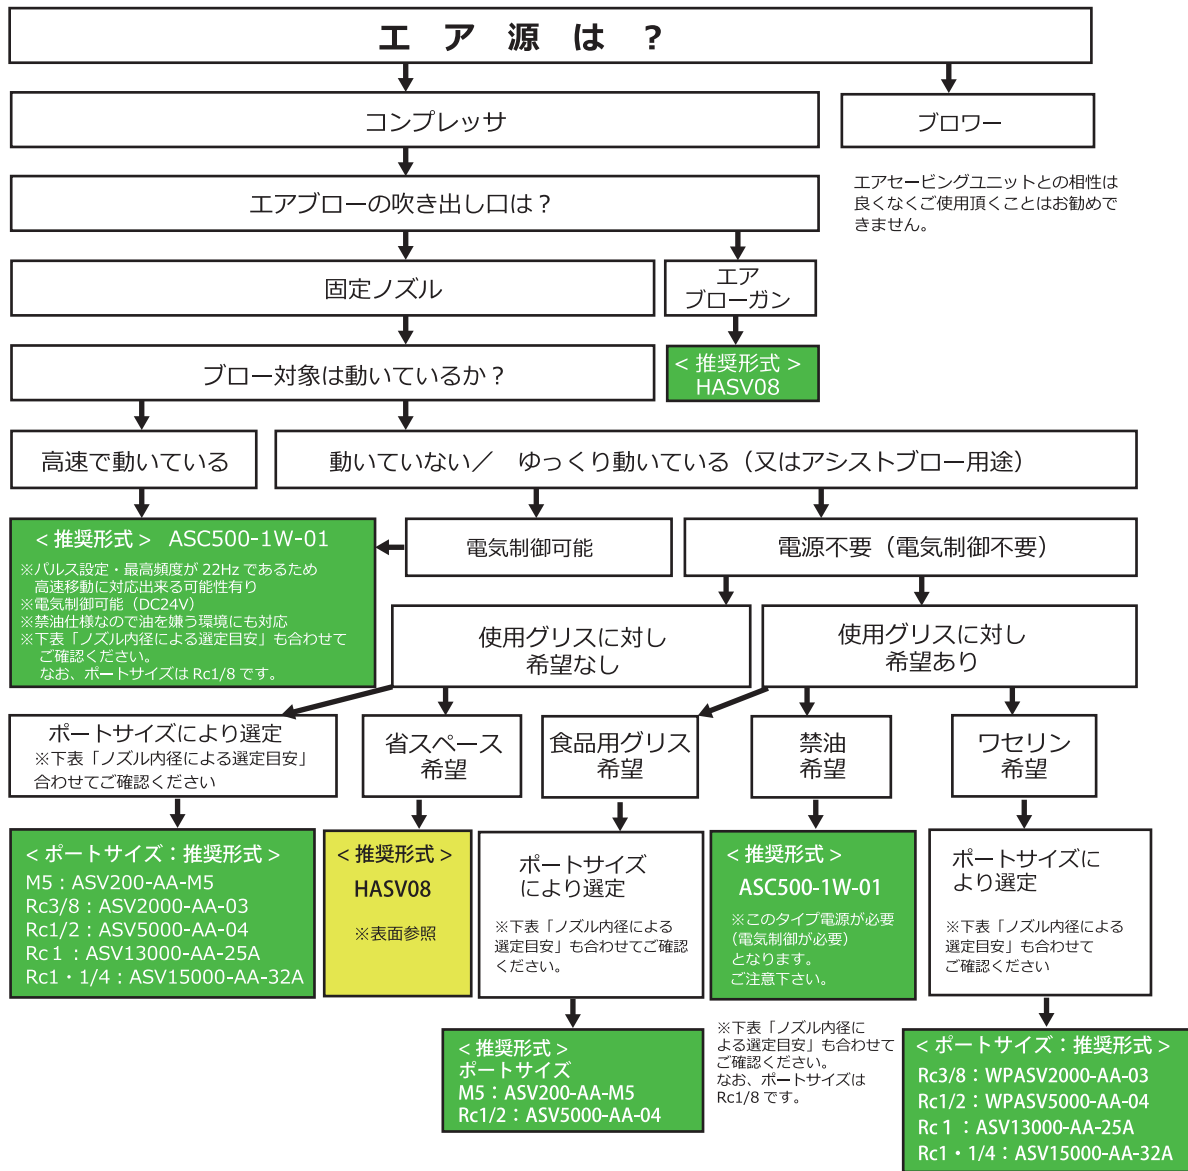 エ ア 源 は ？
コンプレッサ
ブロワー
エアセービングユニットとの相性は
良くなくご使用頂くことはお勧めで
きません。
エアブローの吹き出し口は？
固定ノズル
エア
ブローガン
＜推奨形式＞
HASV08
ブロー対象は動いているか？
高速で動いている
動いていない／ ゆっくり動いている（又はアシストブロー用途）
＜推奨形式＞ ASC500-1W-01
※パルス設定・最高頻度が22Hzであるため
高速移動に対応出来る可能性有り
※電気制御可能（DC24V）
※禁油仕様なので油を嫌う環境にも対応
※下表「ノズル内径による選定目安」も合わせて
ご確認ください。
なお、ポートサイズはRc1/8です。
電気制御可能
電源不要（電気制御不要）
使用グリスに対し
希望なし
使用グリスに対し
希望あり
ポートサイズにより選定
※下表「ノズル内径による選定目安」
合わせてご確認ください
省スペース
希望
食品用グリス
希望
禁油
希望
ワセリン
希望
＜ポートサイズ：推奨形式＞
M5：ASV200-AA-M5
Rc3/8：ASV2000-AA-03
Rc1/2：ASV5000-AA-04
Rc１：ASV13000-AA-25A
Rc1・1/4：ASV15000-AA-32A
＜推奨形式＞
HASV08
※表面参照
ポートサイズ
により選定
※下表「ノズル内径による
選定目安」も合わせてご確認
ください。
＜推奨形式＞
ASC500-1W-01
※このタイプ電源が必要
(電気制御が必要）
となります。
ご注意下さい。
ポートサイズに
より選定
※下表「ノズル内径による
選定目安」も合わせて
ご確認ください
＜推奨形式＞
ポートサイズ
M5：ASV200-AA-M5
Rc1/2：ASV5000-AA-04
※下表「ノズル内径に
よる選定目安」も合わせて
ご確認ください。
なお、ポートサイズは
Rc1/8です。
＜ポートサイズ：推奨形式＞
Rc3/8：WPASV2000-AA-03
Rc1/2：WPASV5000-AA-04
Rc１：ASV13000-AA-25A
Rc1・1/4：ASV15000-AA-32A